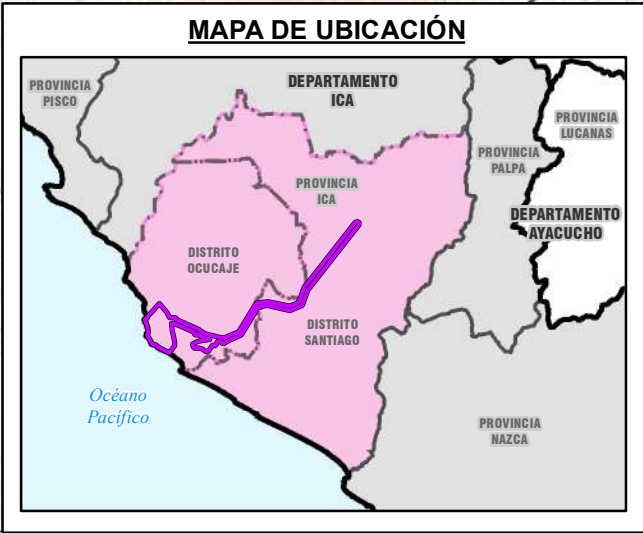 MAPA DE UBICACIÓN
PROVINCIA
PISCO
DEPARTAMENTO
ICA
PROVINCIA
LUCANAS
PROVINCIA
PALPA
PROVINCIA
ICA
DEPARTAMENTO
AYACUCHO
DISTRITO
OCUCAJE
DISTRITO
SANTIAGO
Océano
Pacífico
PROVINCIA
NAZCA